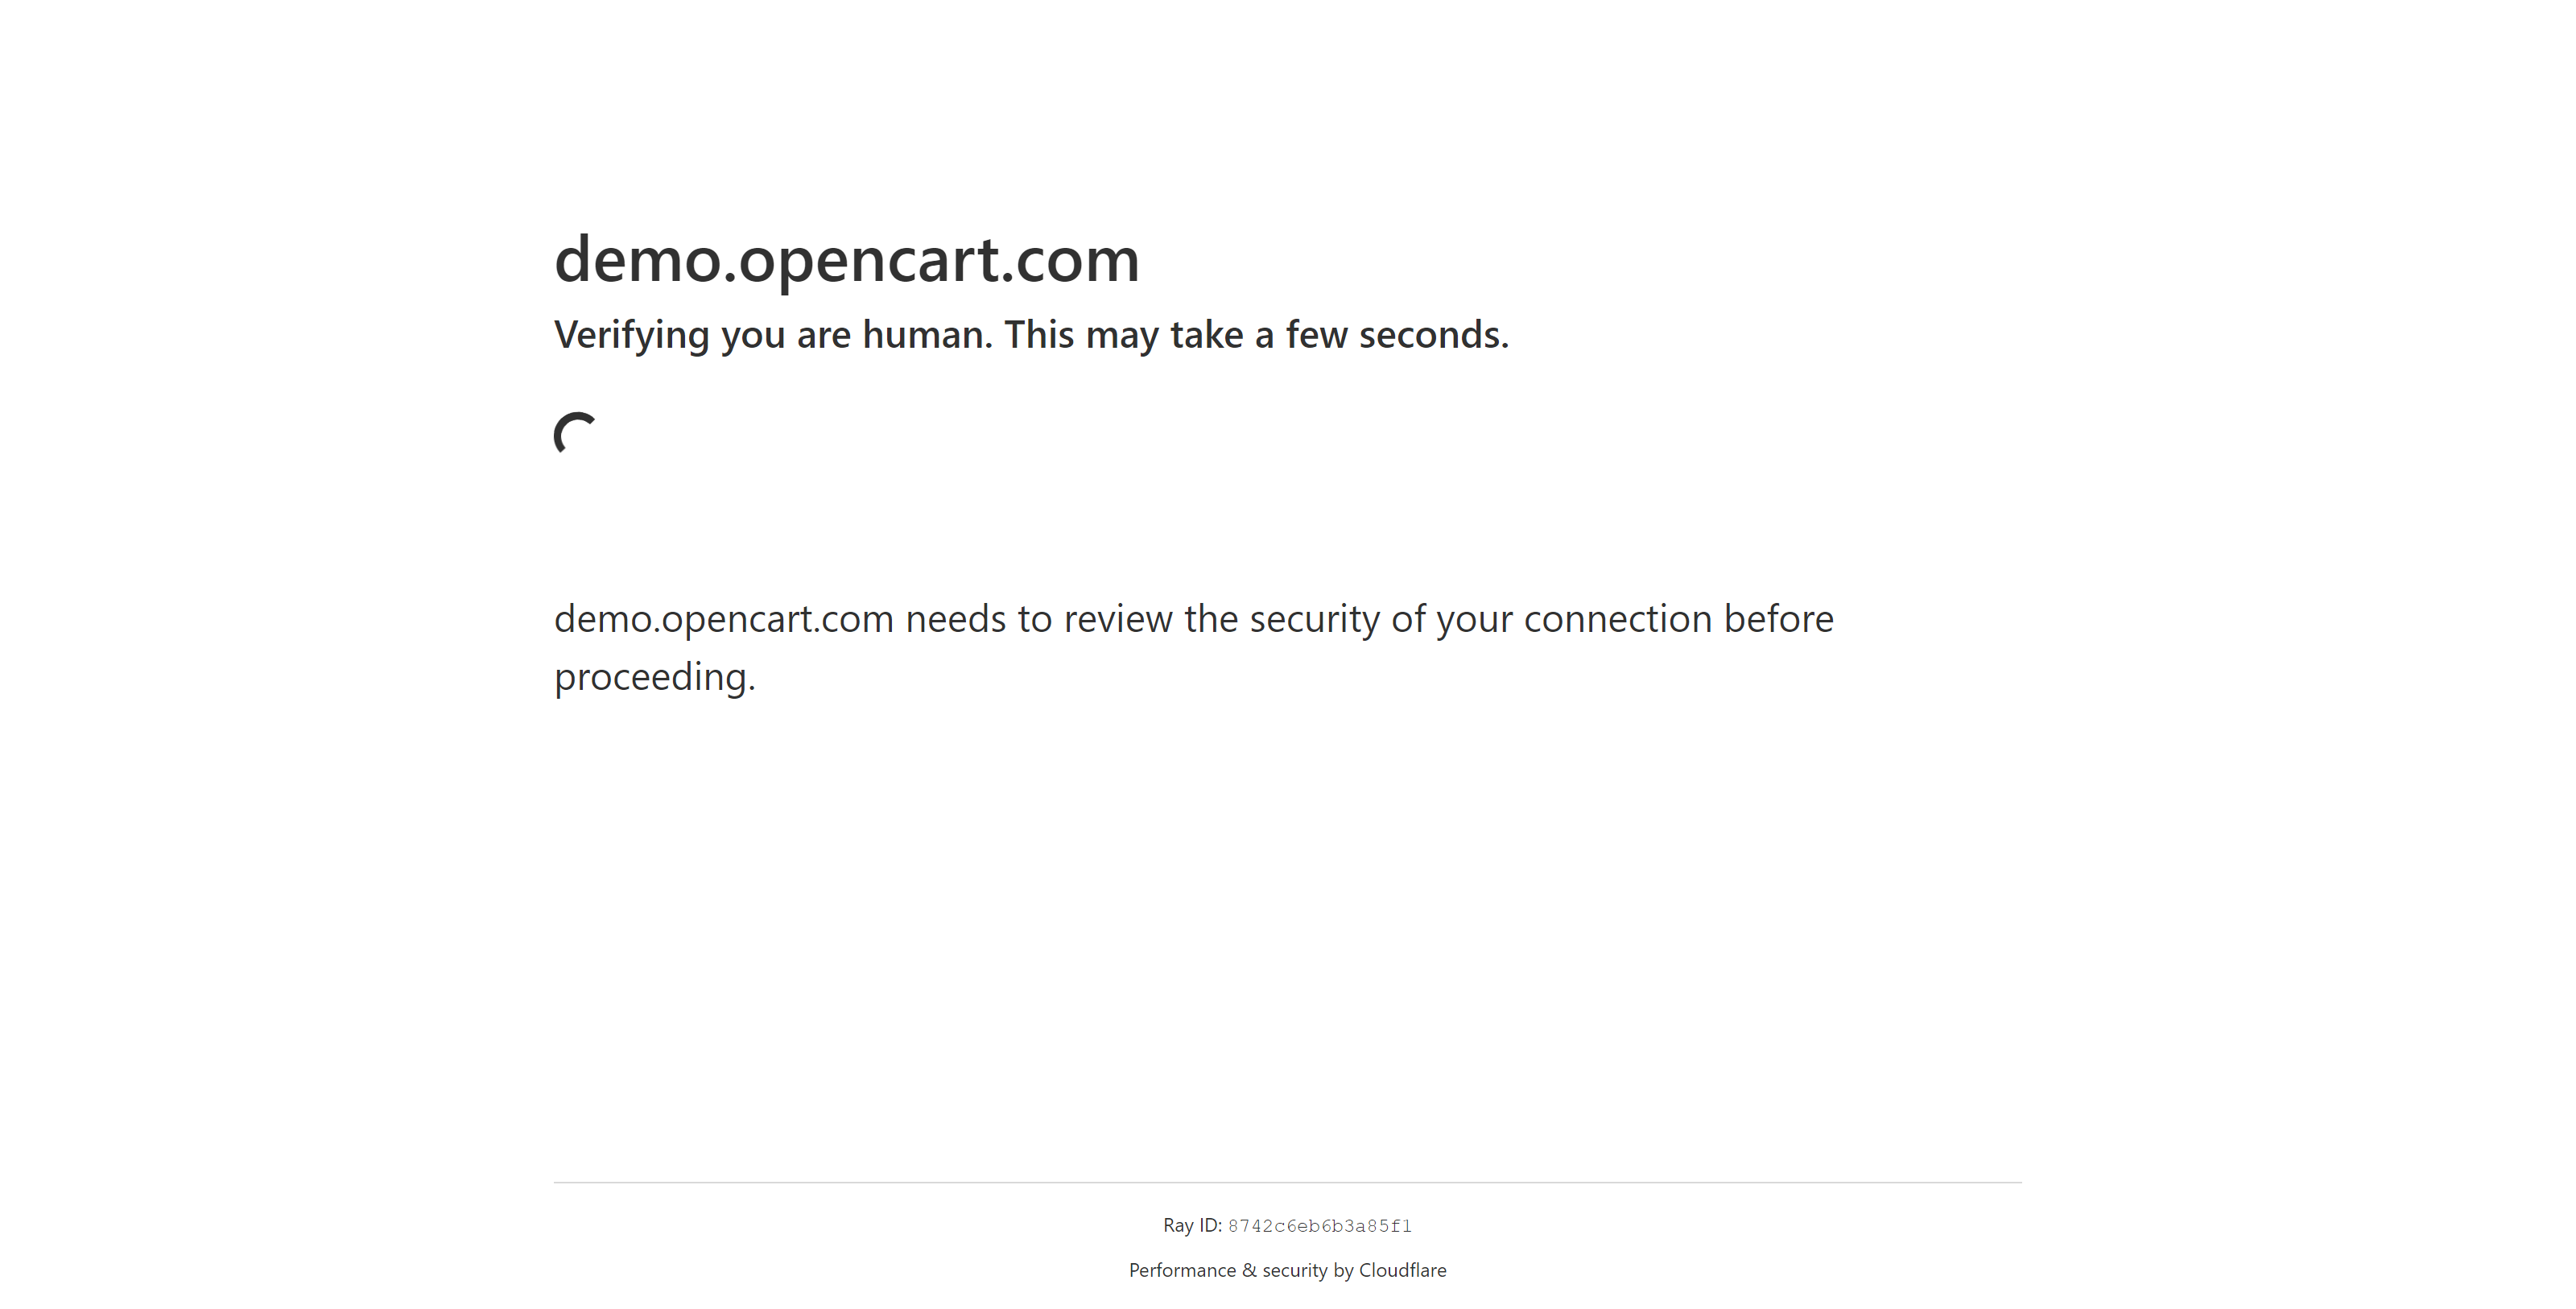 demo.opencart.com
Verifying you are human. This may take a few seconds.
demo.opencart.com needs to review the security of your connection before
proceeding.
Ray ID: 8742c6eb6b3a85f1
Performance & security by Cloudflare